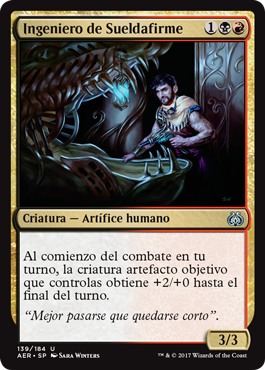 Ingeniero de Sueldafirme 1
Criatura — Artífice humano
Al comienzo del combate en tu
turno, la criatura artefacto objetivo
que controlas obtiene +2/+0 hasta el
final del turno.
“Mejor pasarse que quedarse corto”.
3/3
139/184 U
AER • SP Sara Winters
™ & © 2017 Wizards of the Coast